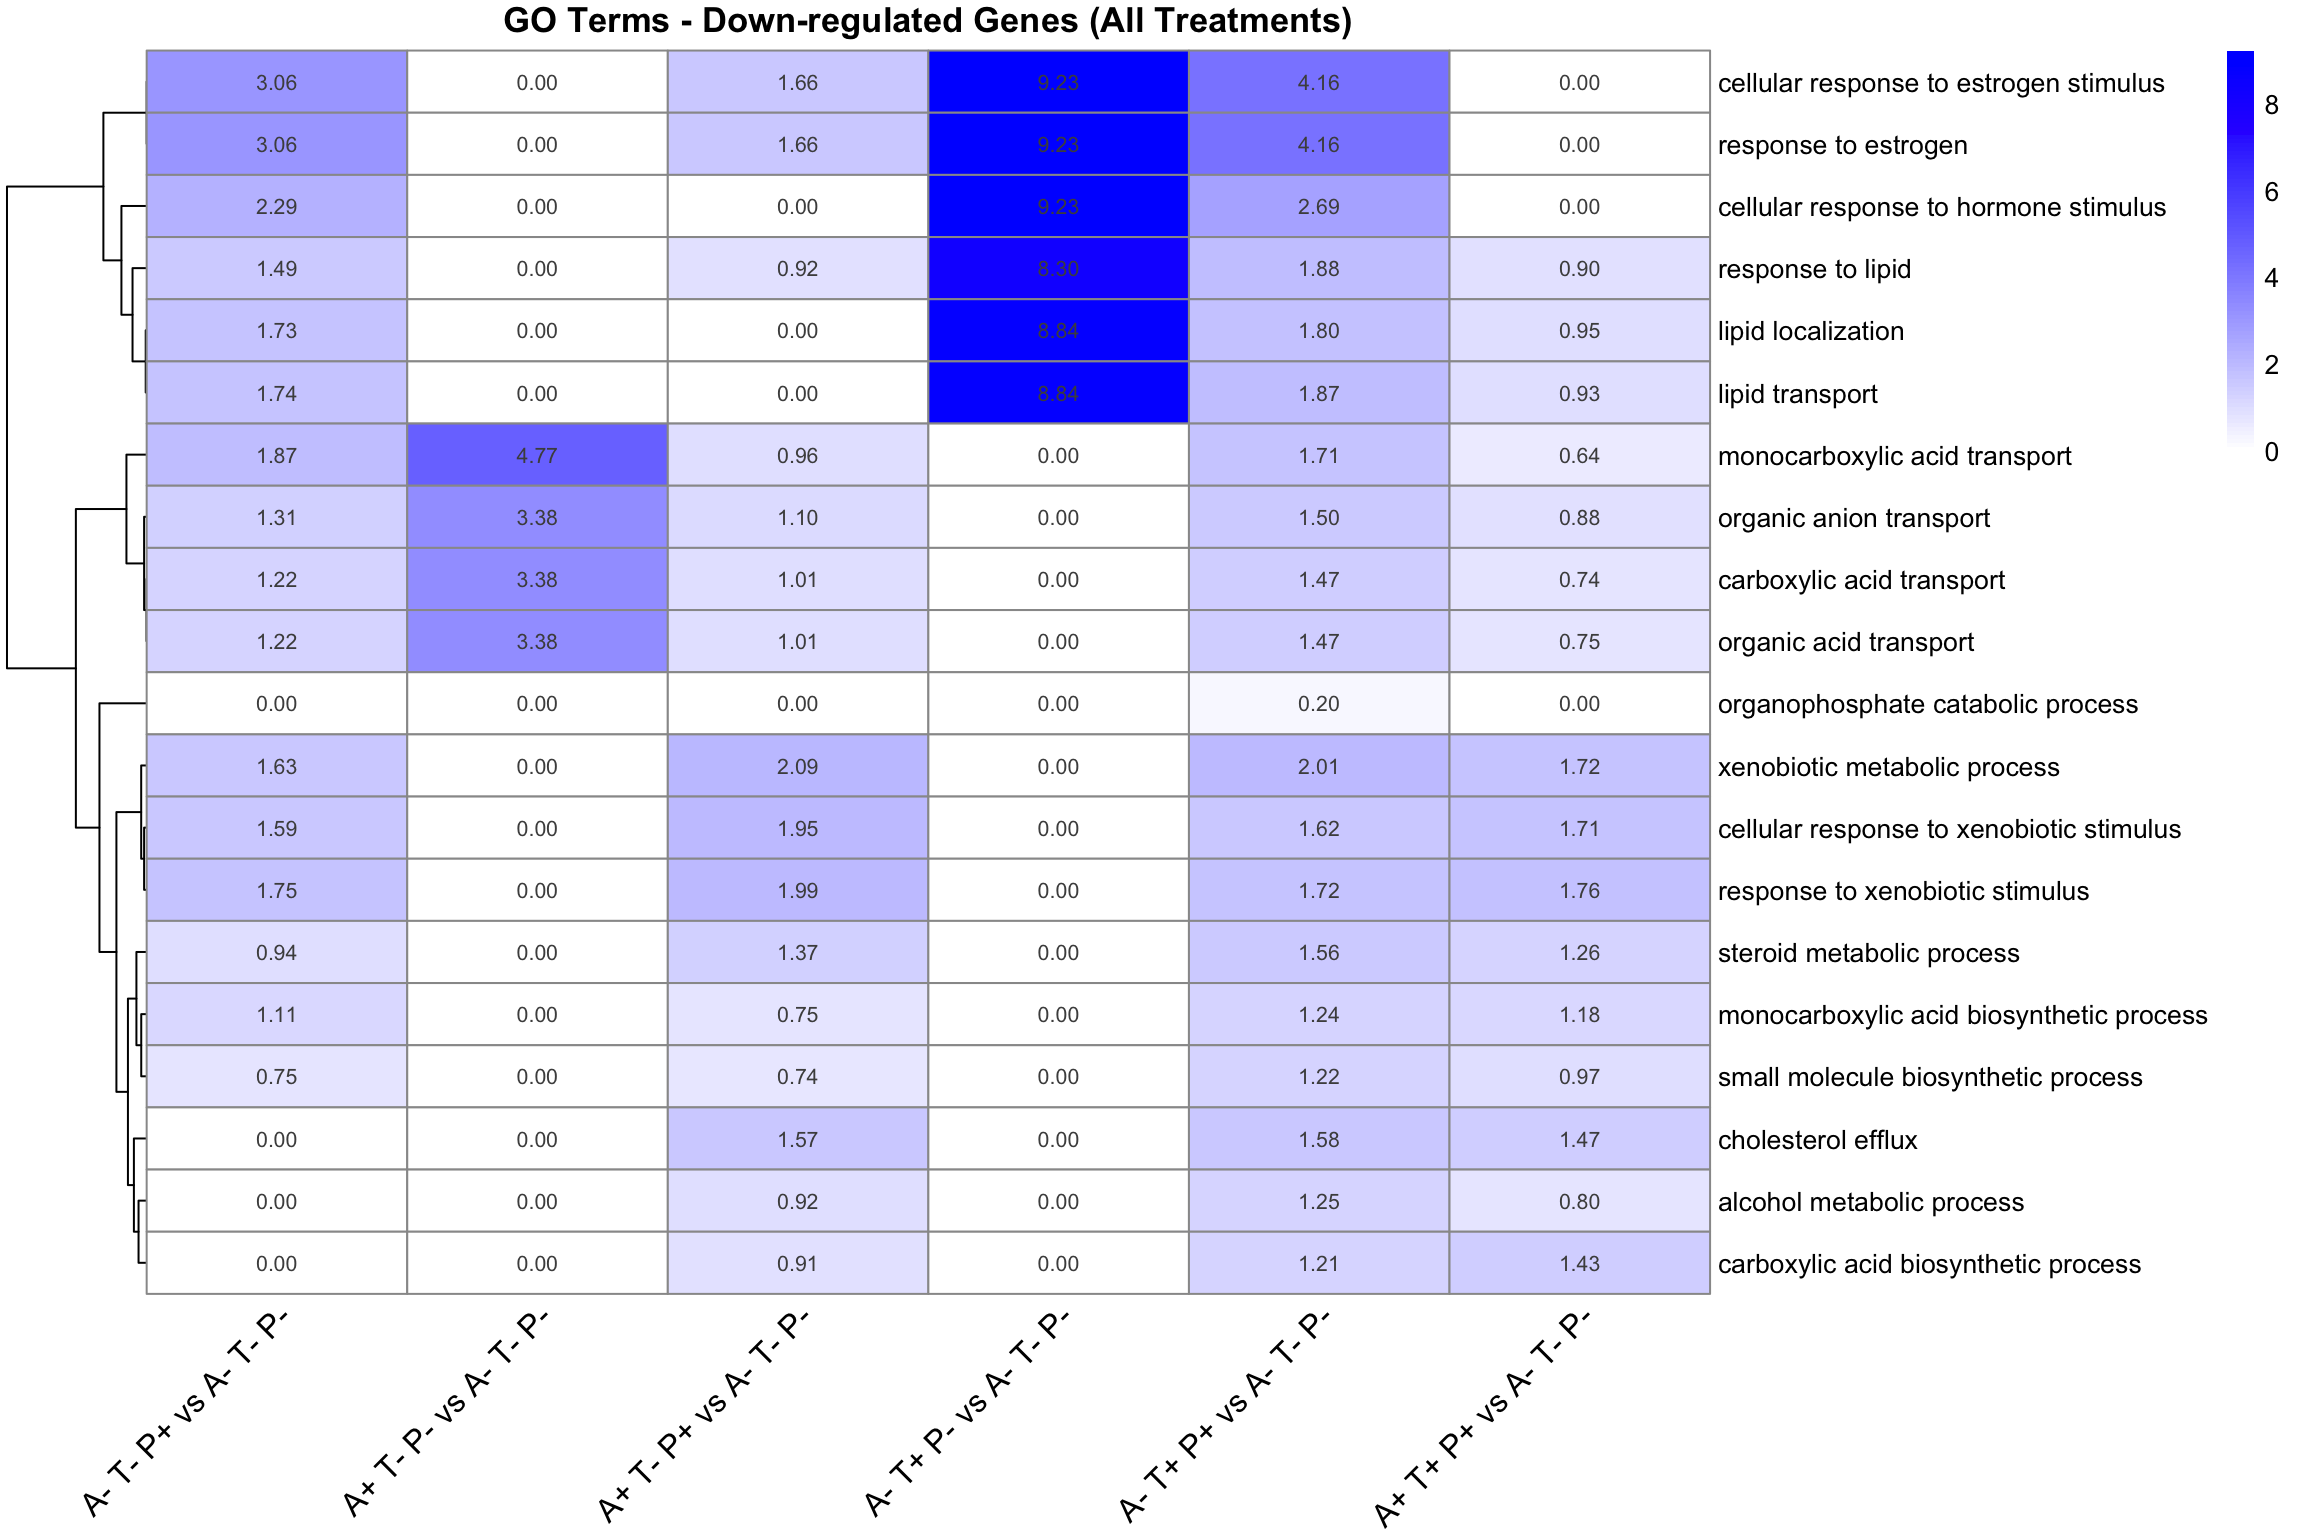 GO Terms - Down-regulated Genes (All Treatments)
3.06 0.00 1.66 9.23 4.16 0.00 cellular response to estrogen stimulus
3.06 0.00 1.66 9.23 4.16 0.00 response to estrogen
2.29 0.00 0.00 9.23 2.69 0.00 cellular response to hormone stimulus
1.49 0.00 0.92 8.30 1.88 0.90 response to lipid
1.73 0.00 0.00 8.84 1.80 0.95 lipid localization
1.74 0.00 0.00 8.84 1.87 0.93 lipid transport
1.87 4.77 0.96 0.00 1.71 0.64 monocarboxylic acid transport
1.31 3.38 1.10 0.00 1.50 0.88 organic anion transport
1.22 3.38 1.01 0.00 1.47 0.74 carboxylic acid transport
1.22 3.38 1.01 0.00 1.47 0.75 organic acid transport
0.00 0.00 0.00 0.00 0.20 0.00 organophosphate catabolic process
1.63 0.00 2.09 0.00 2.01 1.72 xenobiotic metabolic process
1.59 0.00 1.95 0.00 1.62 1.71 cellular response to xenobiotic stimulus
1.75 0.00 1.99 0.00 1.72 1.76 response to xenobiotic stimulus
0.94 0.00 1.37 0.00 1.56 1.26 steroid metabolic process
1.11 0.00 0.75 0.00 1.24 1.18 monocarboxylic acid biosynthetic process
0.75 0.00 0.74 0.00 1.22 0.97 small molecule biosynthetic process
0.00 0.00 1.57 0.00 1.58 1.47 cholesterol efflux
0.00 0.00 0.92 0.00 1.25 0.80 alcohol metabolic process
0.00 0.00 0.91 0.00 1.21 1.43 carboxylic acid biosynthetic process
A- T- P+ vs A- T- P-
A+ T- P- vs A- T- P-
A+ T- P+ vs A- T- P-
A- T+ P- vs A- T- P-
A- T+ P+ vs A- T- P-
A+ T+ P+ vs A- T- P-
8
6
4
2
0